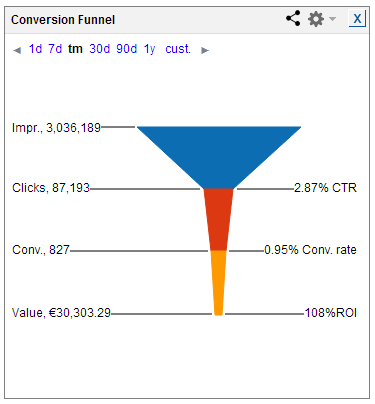 Conversion Funnel X
◄ 1d 7d tm 30d 90d 1y cust. ►
Impr., 3,036,189
Clicks, 87,193 2.87% CTR
Conv., 827 0.95% Conv. rate
Value, €30,303.29 108%ROI